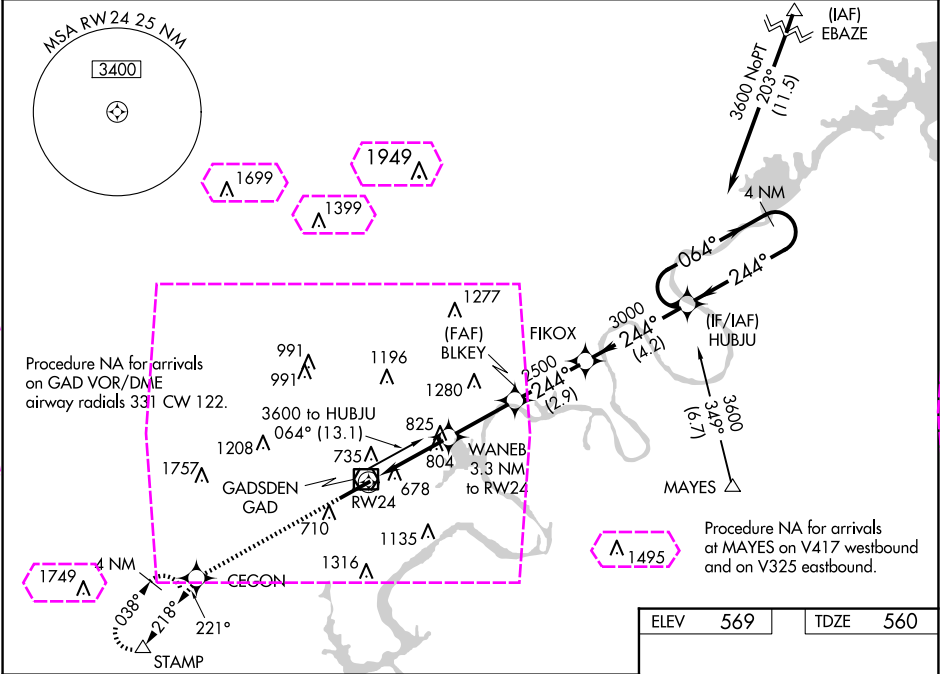 MSA RW 24 25 NM
3400
(IAF)
EBAZE
3600 NoPT
203°
(11.5)
1949
1699
1399
4 NM
064°
244°
1277
(FAF)
BLKEY
FIKOX
3000
244°
(4.2)
(IF/IAF)
HUBJU
Procedure NA for arrivals
on GAD VOR/DME
airway radials 331 CW 122.
991
991
1196
1280
2500
244°
(2.9)
3600
349°
(6.7)
3600 to HUBJU
064° (13.1)
825
804
1208
735
WANEB
3.3 NM
to RW24
1757
GADSDEN
GAD
678
RW24
MAYES
710
1135
Procedure NA for arrivals
at MAYES on V417 westbound
and on V325 eastbound.
1495
1316
1749
4 NM
CEGON
038°
218°
221°
STAMP
ELEV 569
TDZE 560